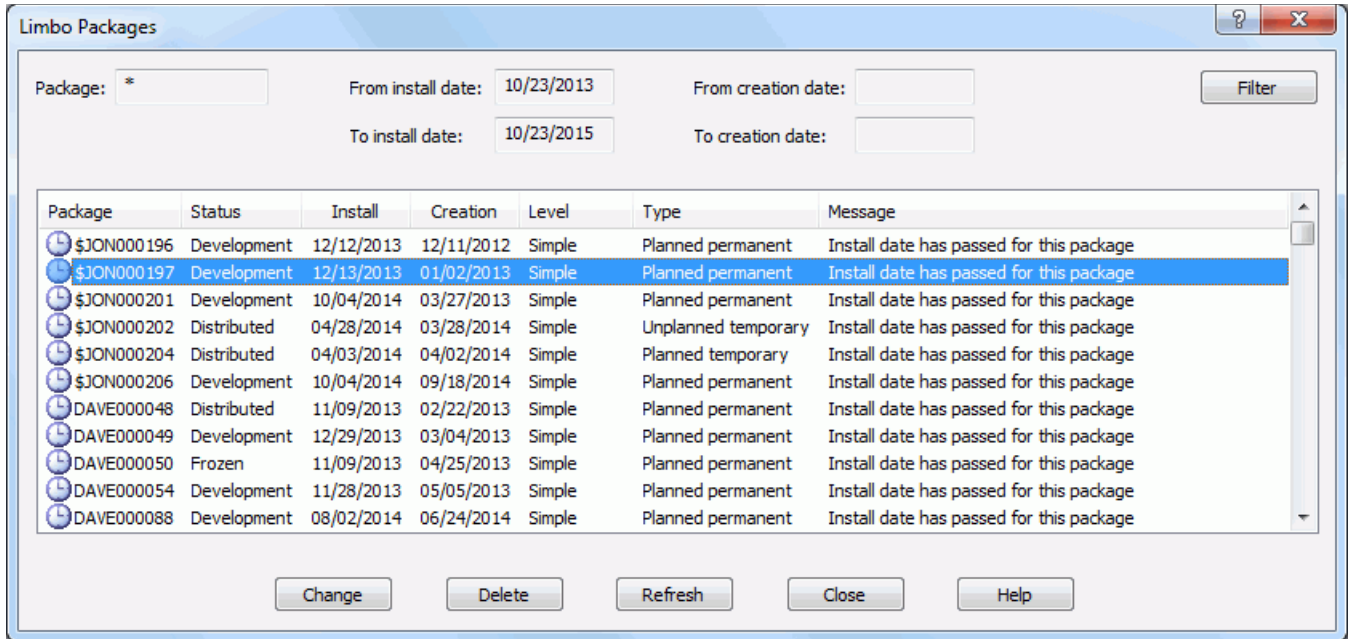 Limbo Packages
Package: * From install date: 10/23/2013 From creation date: Filter
To install date: 10/23/2015 To creation date:
Package Status Install Creation Level Type Message
$JON000196 Development 12/12/2013 12/11/2012 Simple Planned permanent Install date has passed for this package
$JON000197 Development 12/13/2013 01/02/2013 Simple Planned permanent Install date has passed for this package
$JON000201 Development 10/04/2014 03/27/2013 Simple Planned permanent Install date has passed for this package
$JON000202 Distributed 04/28/2014 03/28/2014 Simple Unplanned temporary Install date has passed for this package
$JON000204 Distributed 04/03/2014 04/02/2014 Simple Planned temporary Install date has passed for this package
$JON000206 Development 10/04/2014 09/18/2014 Simple Planned permanent Install date has passed for this package
DAVE000048 Distributed 11/09/2013 02/22/2013 Simple Planned permanent Install date has passed for this package
DAVE000049 Development 12/29/2013 03/04/2013 Simple Planned permanent Install date has passed for this package
DAVE000050 Frozen 11/09/2013 04/25/2013 Simple Planned permanent Install date has passed for this package
DAVE000054 Development 11/28/2013 05/05/2013 Simple Planned permanent Install date has passed for this package
DAVE000088 Development 08/02/2014 06/24/2014 Simple Planned permanent Install date has passed for this package
Change Delete Refresh Close Help